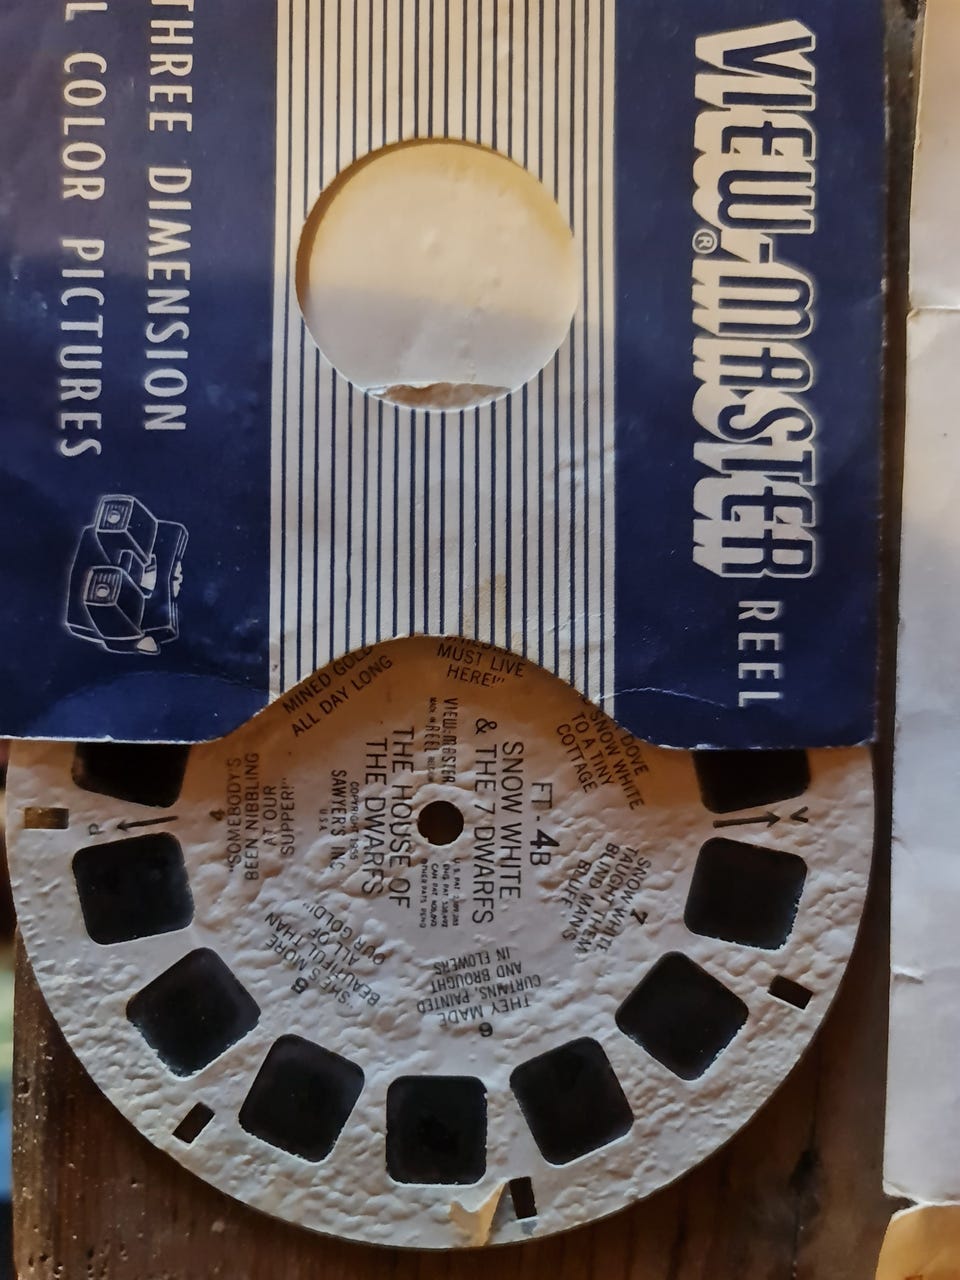 VIEW-MASTER® REEL
THREE DIMENSION
COLOR PICTURES
FT-4B
SNOW WHITE
& THE 7 DWARFS
VIEW-MASTER
REEL
THE HOUSE OF
THE DWARFS
COPYRIGHT 1955
SAWYER'S INC
U.S.A.
DOVE
SNOW WHITE
TO A TINY
COTTAGE
MUST LIVE
HERE!"
MINED GOLD
ALL DAY LONG
4
"SOMEBODY'S
BEEN NIBBLING
AT OUR
SUPPER!"
"SHE'S MORE
BEAUTIFUL THAN
ALL OF
OUR GOLD!"
6
THEY MADE
CURTAINS, PAINTED
AND BROUGHT
IN FLOWERS
7
SNOW WHITE
TAUGHT THEM
BLIND MAN'S
BLUFF